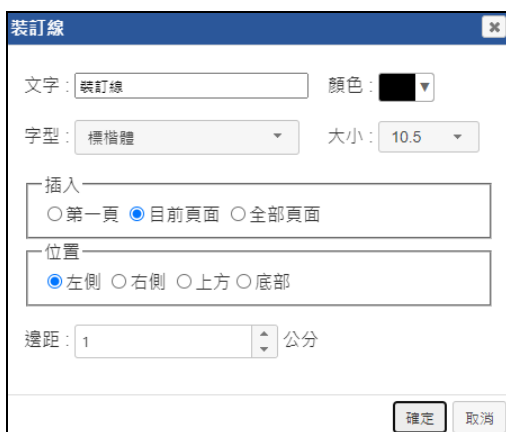 裝訂線
文字 : 裝訂線 顏色 :
字型 : 標楷體 大小 : 10.5
插入
第一頁 目前頁面 全部頁面
位置
左側 右側 上方 底部
邊距 : 1 公分
確定 取消